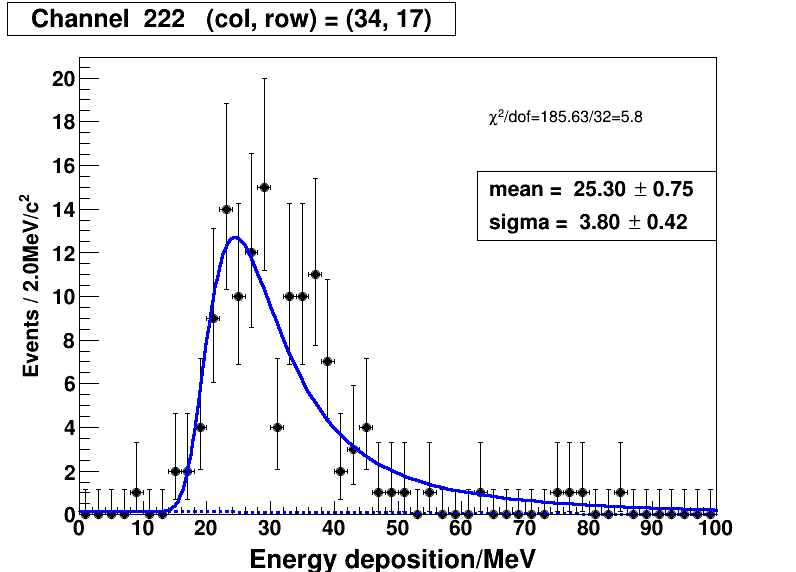 Channel 222 (col, row) = (34, 17)
χ²/dof=185.63/32=5.8
mean = 25.30 ± 0.75
sigma = 3.80 ± 0.42
Events / 2.0MeV/c²
20
18
16
14
12
10
8
6
4
2
0
0 10 20 30 40 50 60 70 80 90 100
Energy deposition/MeV